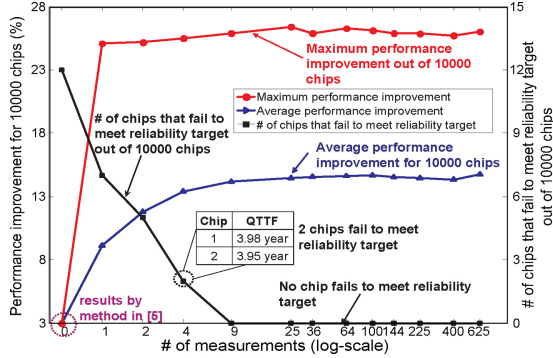 28
23
18
13
8
3
Performance improvement for 10000 chips (%)
15
12
9
6
3
0
# of chips that fail to meet reliability target
out of 10000 chips
Maximum performance
improvement out of 10000
chips
Maximum performance improvement
Average performance improvement
# of chips that fail to meet reliability target
# of chips that fail to
meet reliability target
out of 10000 chips
Average performance
improvement for 10000 chips
Chip QTTF
1 3.98 year
2 3.95 year
2 chips fail to meet
reliability target
No chip fails to meet reliability
target
results by
method in [5]
0 1 2 4 9 25 36 64 100 144 225 400 625
# of measurements (log-scale)